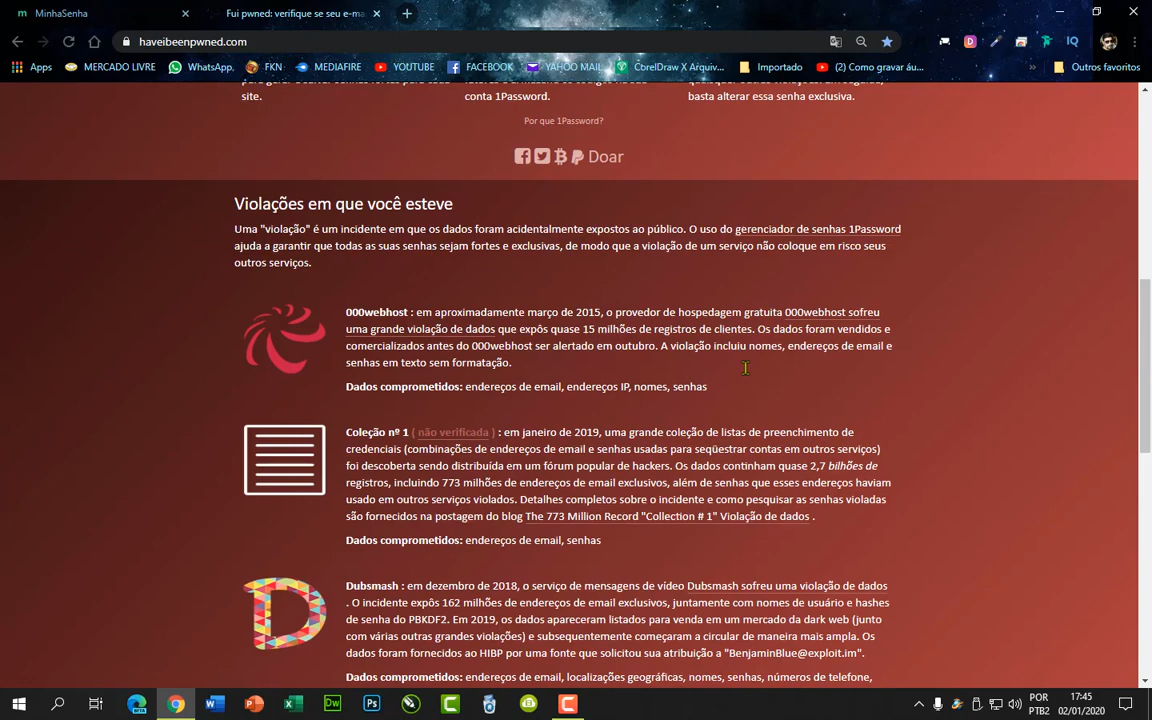 MinhaSenha
Fui pwned: verifique se seu e-ma
haveibeenpwned.com
Apps MERCADO LIVRE WhatsApp, FKN MEDIAFIRE YOUTUBE FACEBOOK YAHOO MAIL CorelDraw X Arquiv... Importado (2) Como gravar áu... » Outros favoritos
site.
conta 1Password.
basta alterar essa senha exclusiva.
Por que 1Password?
Doar
Violações em que você esteve
Uma "violação" é um incidente em que os dados foram acidentalmente expostos ao público. O uso do gerenciador de senhas 1Password
ajuda a garantir que todas as suas senhas sejam fortes e exclusivas, de modo que a violação de um serviço não coloque em risco seus
outros serviços.
000webhost : em aproximadamente março de 2015, o provedor de hospedagem gratuita 000webhost sofreu
uma grande violação de dados que expôs quase 15 milhões de registros de clientes. Os dados foram vendidos e
comercializados antes do 000webhost ser alertado em outubro. A violação incluiu nomes, endereços de email e
senhas em texto sem formatação.
Dados comprometidos: endereços de email, endereços IP, nomes, senhas
Coleção nº 1 ( não verificada ) : em janeiro de 2019, uma grande coleção de listas de preenchimento de
credenciais (combinações de endereços de email e senhas usadas para seqüestrar contas em outros serviços)
foi descoberta sendo distribuída em um fórum popular de hackers. Os dados continham quase 2,7 bilhões de
registros, incluindo 773 milhões de endereços de email exclusivos, além de senhas que esses endereços haviam
usado em outros serviços violados. Detalhes completos sobre o incidente e como pesquisar as senhas violadas
são fornecidos na postagem do blog The 773 Million Record "Collection # 1" Violação de dados .
Dados comprometidos: endereços de email, senhas
Dubsmash : em dezembro de 2018, o serviço de mensagens de vídeo Dubsmash sofreu uma violação de dados
. O incidente expôs 162 milhões de endereços de email exclusivos, juntamente com nomes de usuário e hashes
de senha do PBKDF2. Em 2019, os dados apareceram listados para venda em um mercado da dark web (junto
com várias outras grandes violações) e subsequentemente começaram a circular de maneira mais ampla. Os
dados foram fornecidos ao HIBP por uma fonte que solicitou sua atribuição a "BenjaminBlue@exploit.im".
Dados comprometidos: endereços de email, localizações geográficas, nomes, senhas, números de telefone,
POR 17:45
PTB2 02/01/2020